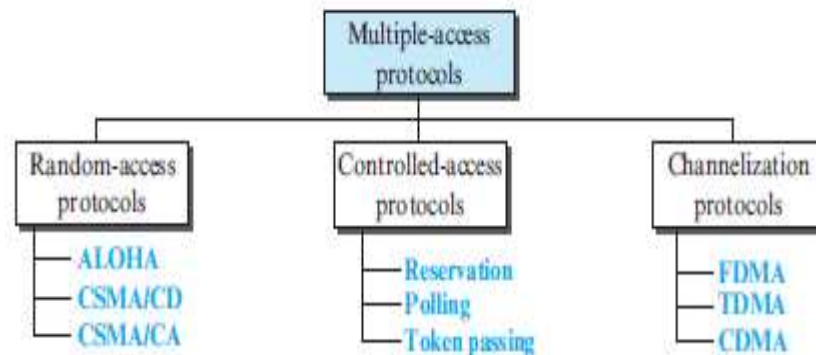 Multiple-access
protocols
Random-access
protocols
Controlled-access
protocols
Channelization
protocols
ALOHA
CSMA/CD
CSMA/CA
Reservation
Polling
Token passing
FDMA
TDMA
CDMA